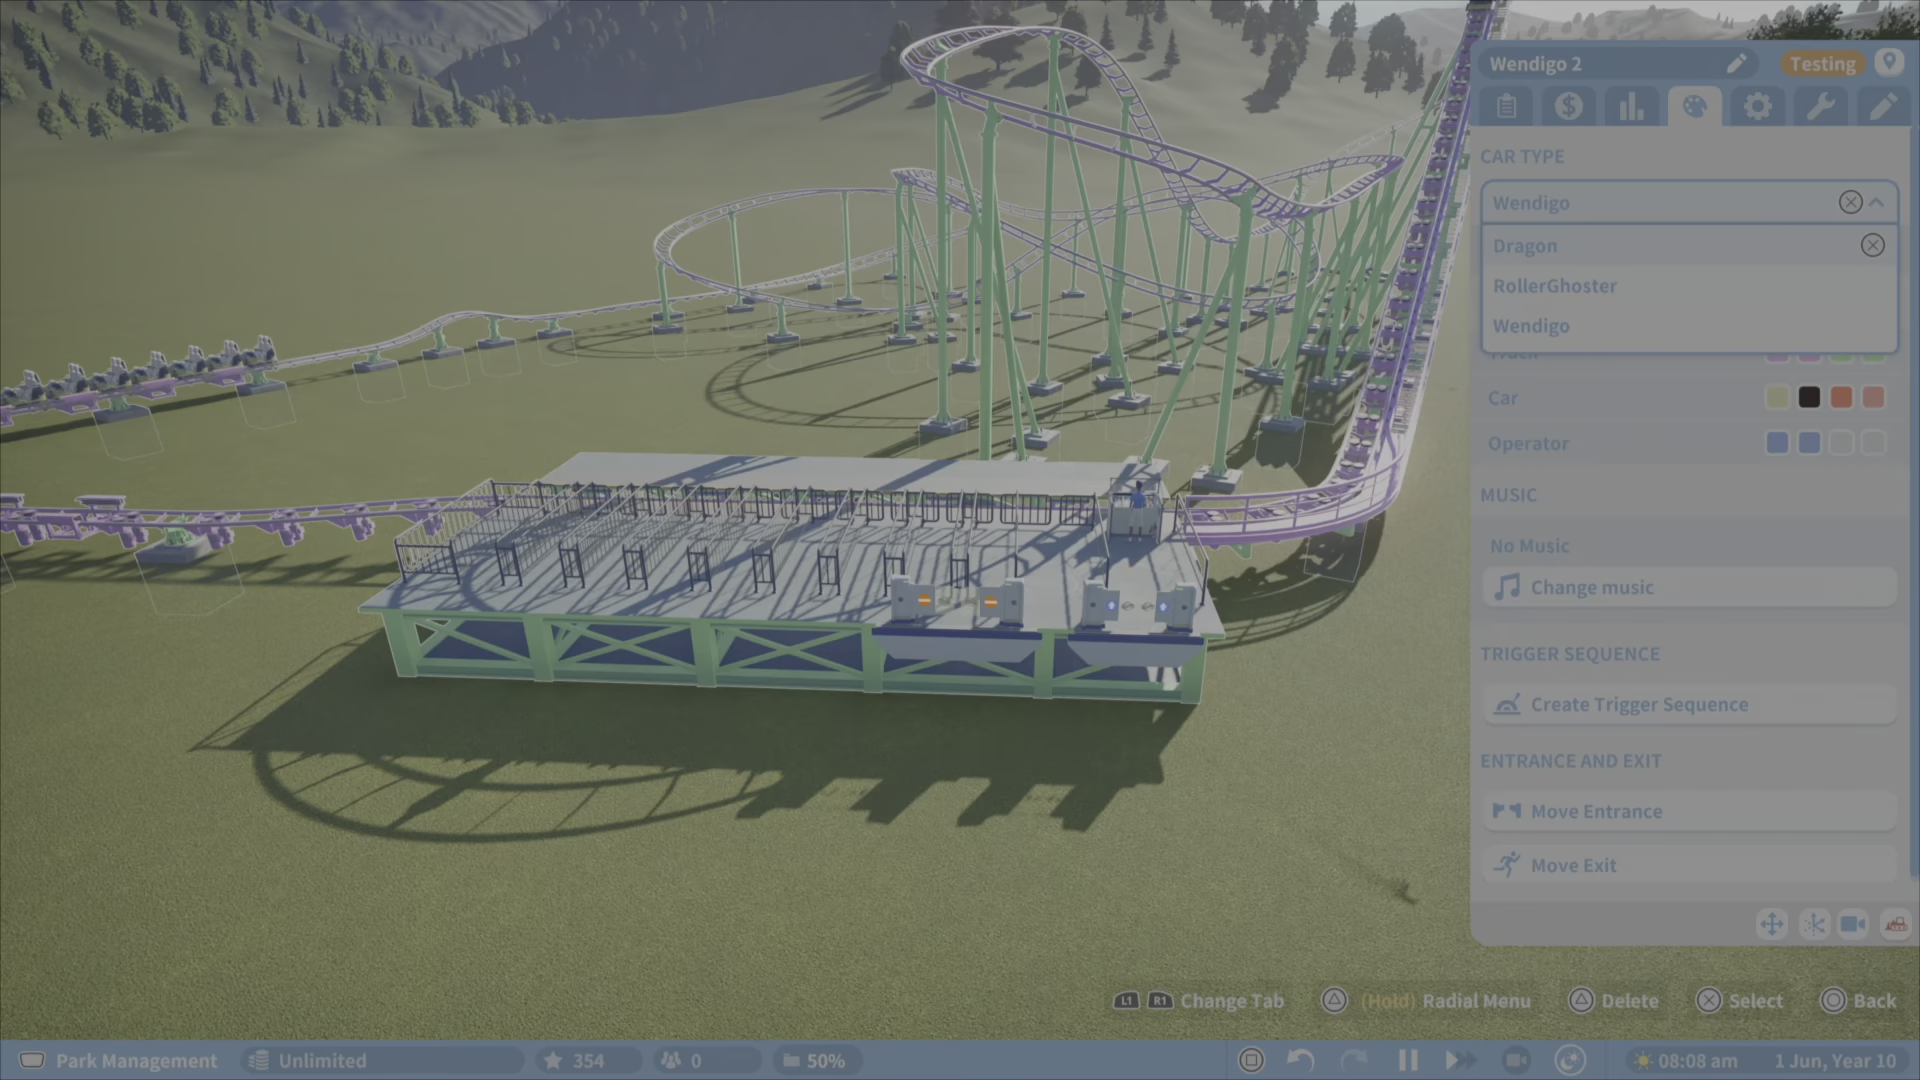 Wendigo 2
Testing
CAR TYPE
Wendigo
Dragon
RollerGhoster
Wendigo
Track
Car
Operator
MUSIC
No Music
Change music
TRIGGER SEQUENCE
Create Trigger Sequence
ENTRANCE AND EXIT
Move Entrance
Move Exit
L1 R1 Change Tab
(Hold) Radial Menu
Delete
Select
Back
Park Management
Unlimited
354
0
50%
08:08 am
1 Jun, Year 10